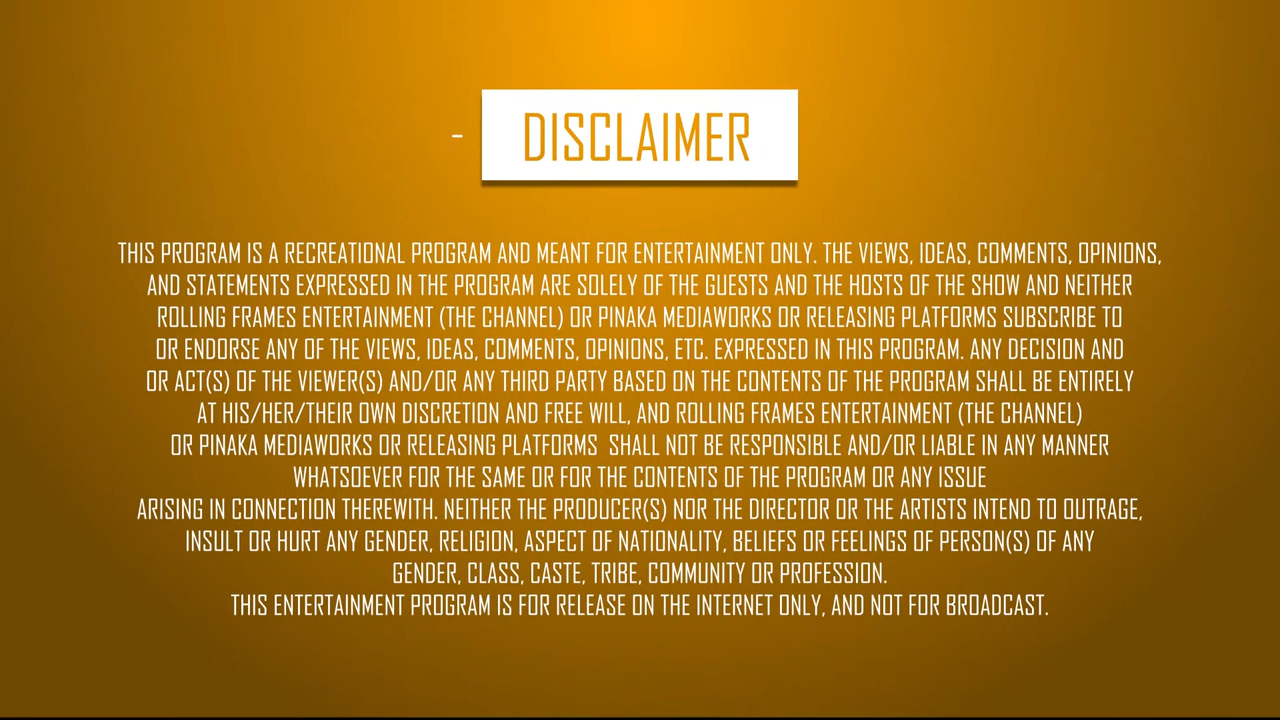 - DISCLAIMER
THIS PROGRAM IS A RECREATIONAL PROGRAM AND MEANT FOR ENTERTAINMENT ONLY. THE VIEWS, IDEAS, COMMENTS, OPINIONS,
AND STATEMENTS EXPRESSED IN THE PROGRAM ARE SOLELY OF THE GUESTS AND THE HOSTS OF THE SHOW AND NEITHER
ROLLING FRAMES ENTERTAINMENT (THE CHANNEL) OR PINAKA MEDIAWORKS OR RELEASING PLATFORMS SUBSCRIBE TO
OR ENDORSE ANY OF THE VIEWS, IDEAS, COMMENTS, OPINIONS, ETC. EXPRESSED IN THIS PROGRAM. ANY DECISION AND
OR ACT(S) OF THE VIEWER(S) AND/OR ANY THIRD PARTY BASED ON THE CONTENTS OF THE PROGRAM SHALL BE ENTIRELY
AT HIS/HER/THEIR OWN DISCRETION AND FREE WILL, AND ROLLING FRAMES ENTERTAINMENT (THE CHANNEL)
OR PINAKA MEDIAWORKS OR RELEASING PLATFORMS SHALL NOT BE RESPONSIBLE AND/OR LIABLE IN ANY MANNER
WHATSOEVER FOR THE SAME OR FOR THE CONTENTS OF THE PROGRAM OR ANY ISSUE
ARISING IN CONNECTION THEREWITH. NEITHER THE PRODUCER(S) NOR THE DIRECTOR OR THE ARTISTS INTEND TO OUTRAGE,
INSULT OR HURT ANY GENDER, RELIGION, ASPECT OF NATIONALITY, BELIEFS OR FEELINGS OF PERSON(S) OF ANY
GENDER, CLASS, CASTE, TRIBE, COMMUNITY OR PROFESSION.
THIS ENTERTAINMENT PROGRAM IS FOR RELEASE ON THE INTERNET ONLY, AND NOT FOR BROADCAST.